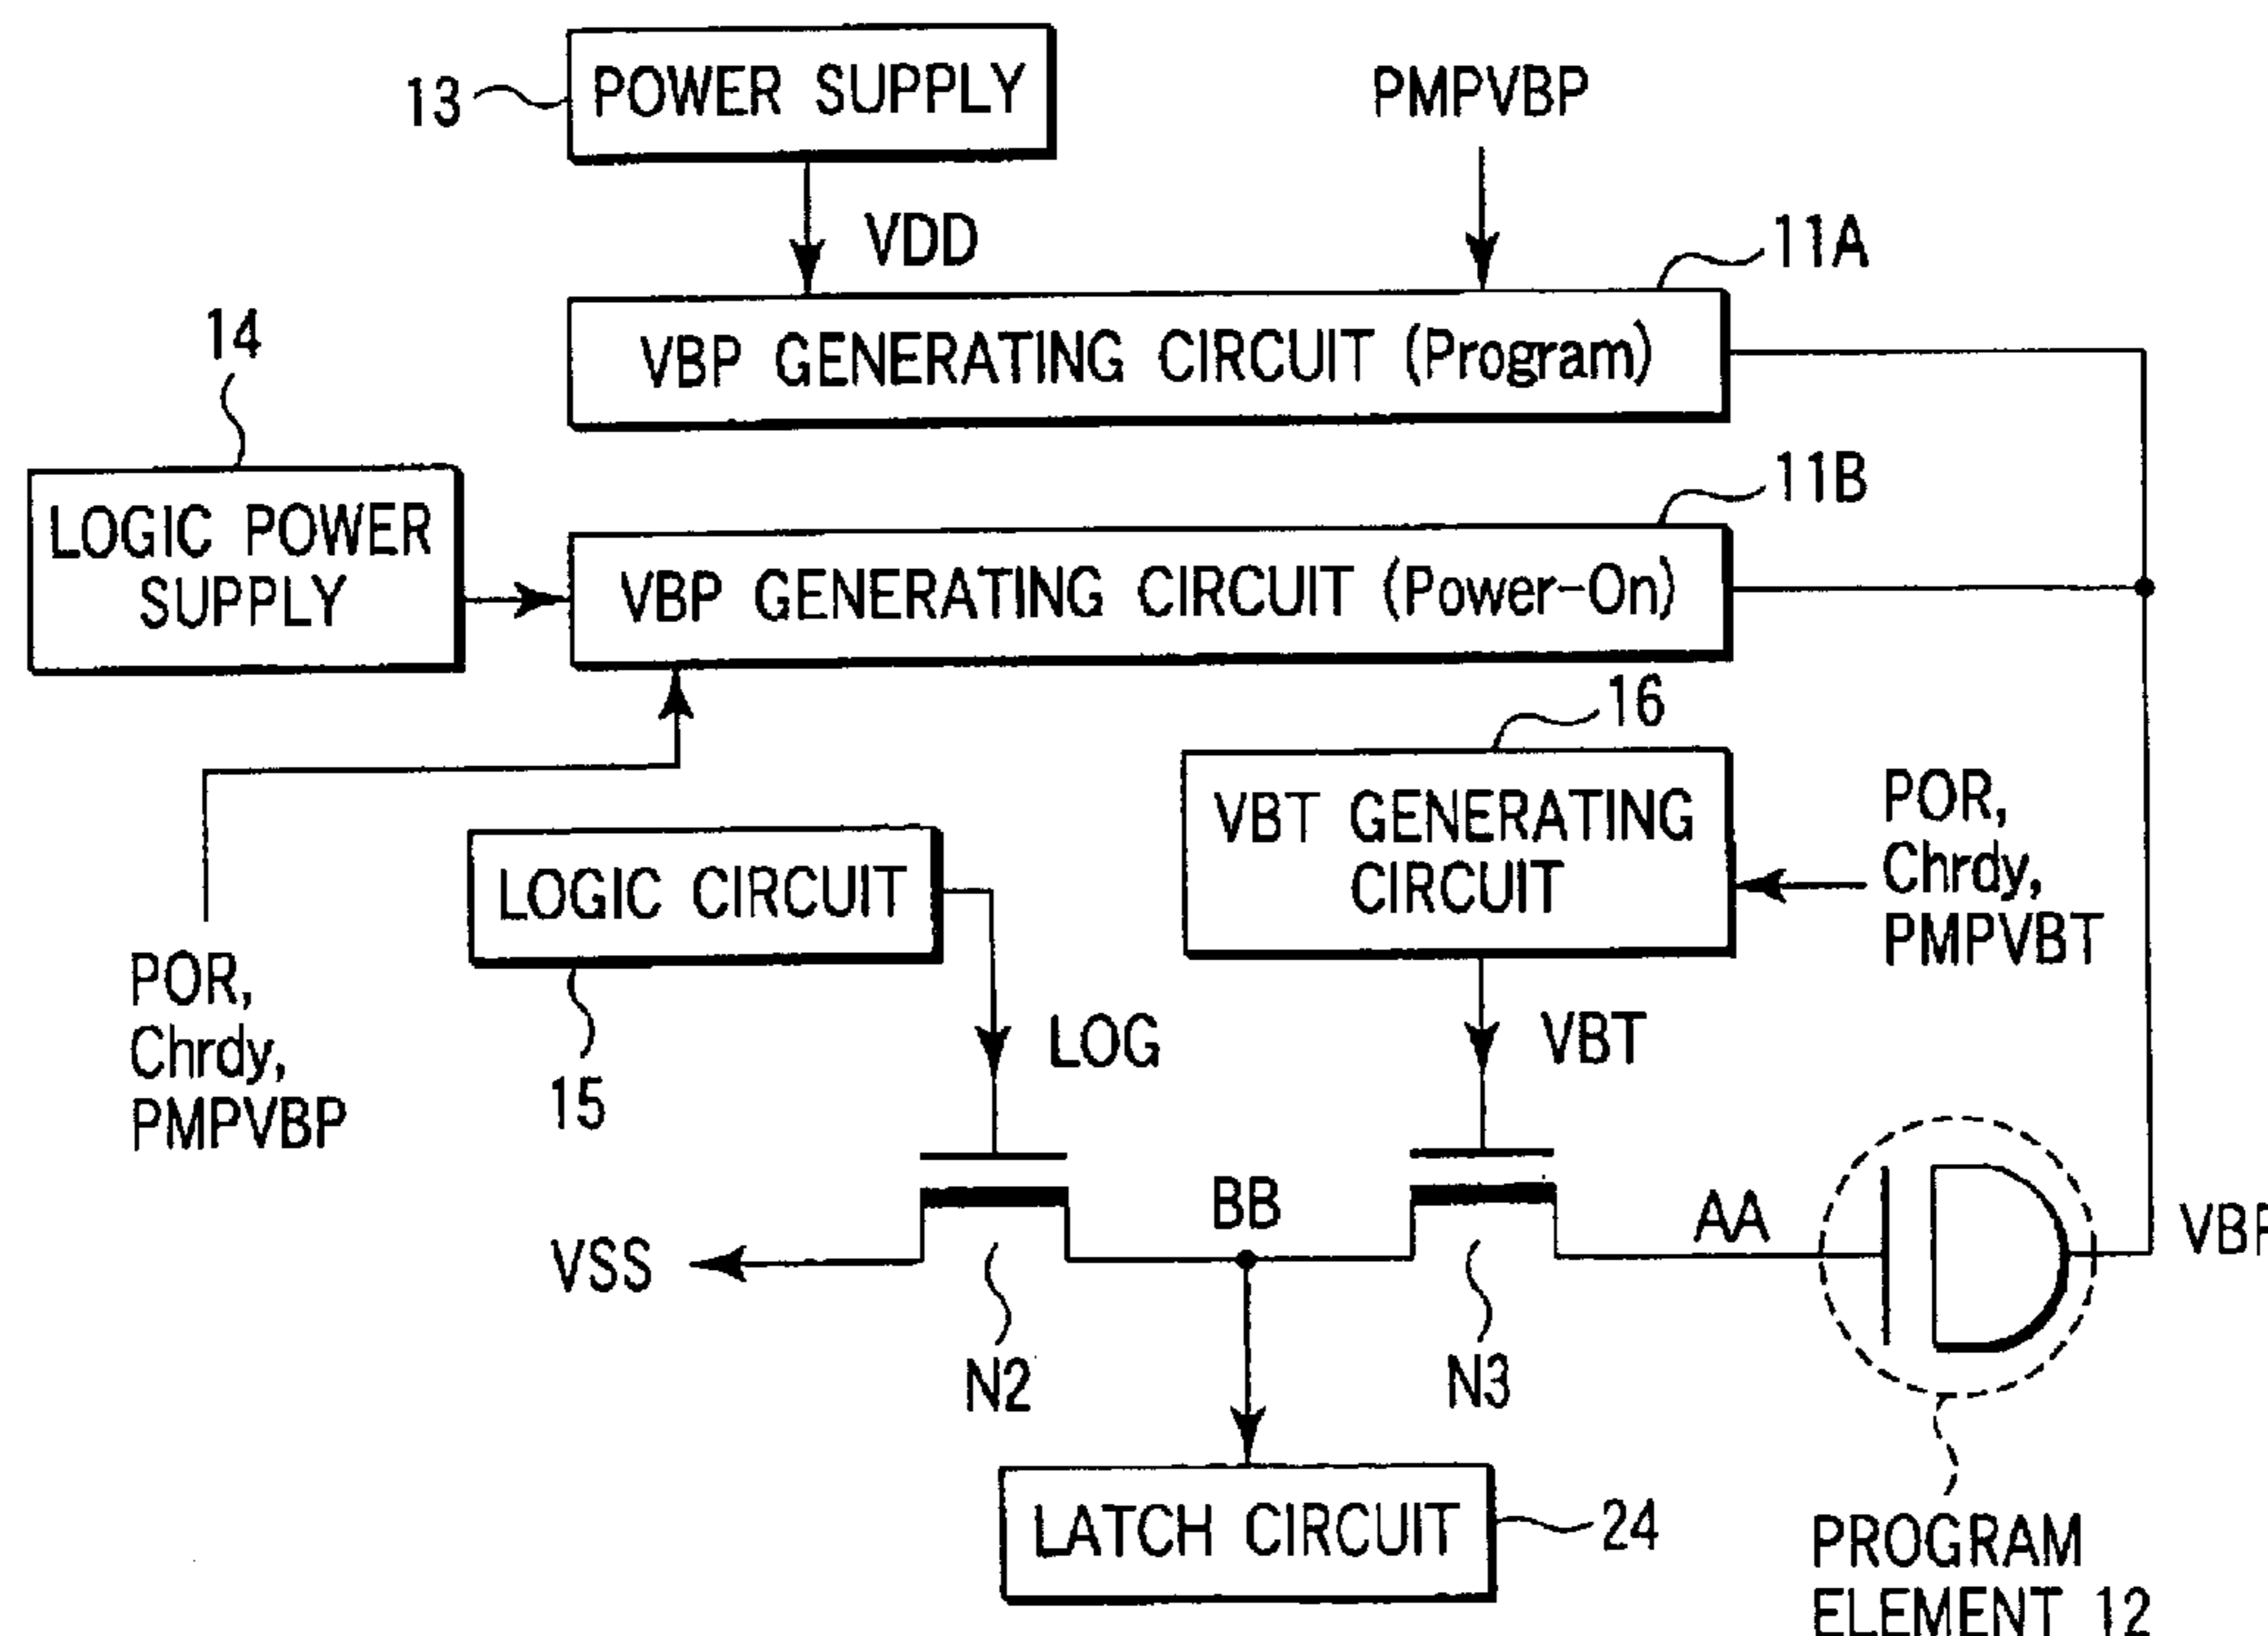 13
POWER SUPPLY
PMPVBP
VDD
11A
VBP GENERATING CIRCUIT (Program)
14
LOGIC POWER
SUPPLY
11B
VBP GENERATING CIRCUIT (Power-On)
16
VBT GENERATING
CIRCUIT
POR,
Chrdy,
PMPVBT
LOGIC CIRCUIT
15
POR,
Chrdy,
PMPVBP
LOG
VBT
BB
AA
VBP
VSS
N2
N3
LATCH CIRCUIT
24
PROGRAM
ELEMENT 12